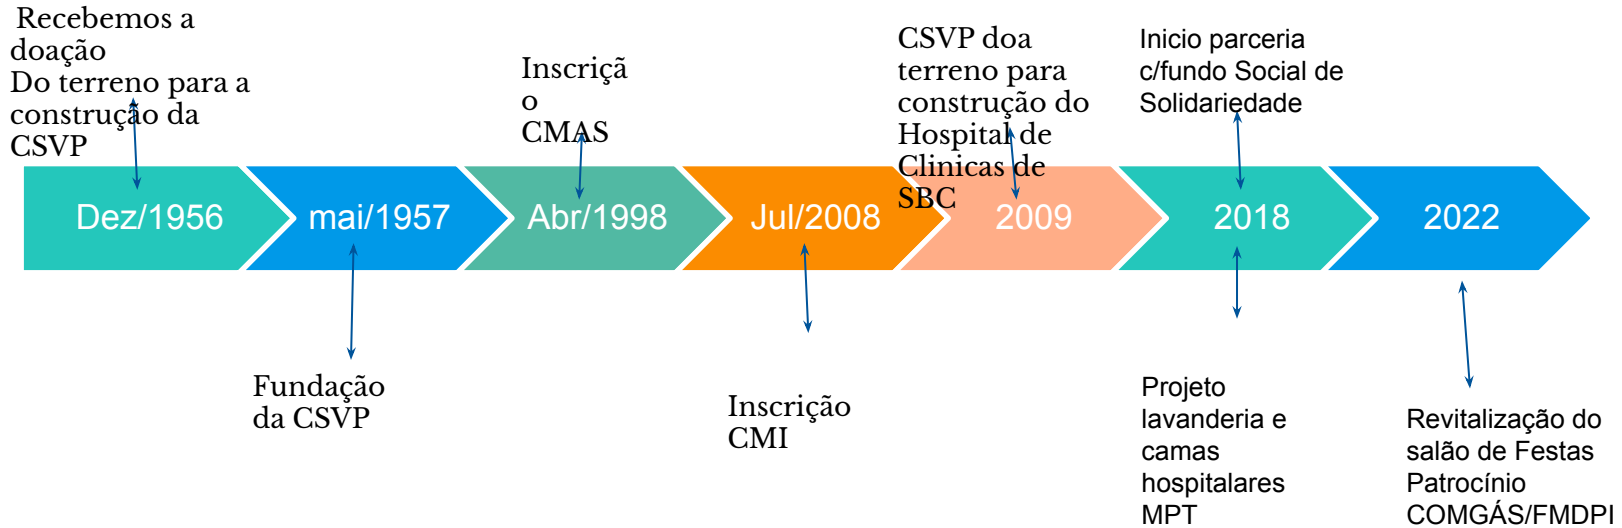 Recebemos a
doação
Do terreno para a
construção da
CSVP
Inscriçã
o
CMAS
CSVP doa
terreno para
construção do
Hospital de
Clinicas de
SBC
Inicio parceria
c/fundo Social de
Solidariedade
Dez/1956
mai/1957
Abr/1998
Jul/2008
2009
2018
2022
Fundação
da CSVP
Inscrição
CMI
Projeto
lavanderia e
camas
hospitalares
MPT
Revitalização do
salão de Festas
Patrocínio
COMGÁS/FMDPI